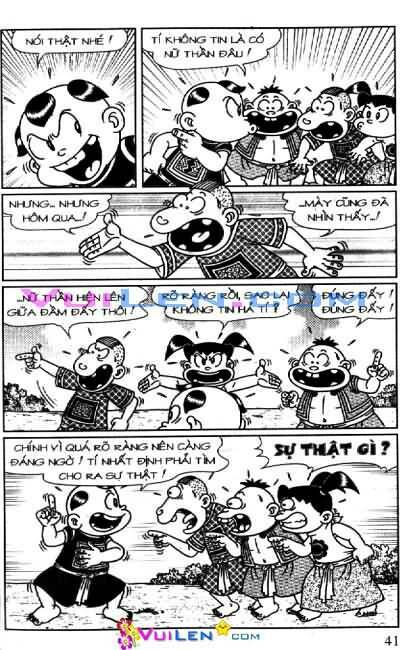 NÓI THẬT NHÉ!
TÍ KHÔNG TIN LÀ CÓ
NỮ THẦN ĐÂU!
NHƯNG... NHƯNG
HÔM QUA...!
...MÀY CŨNG ĐÃ
NHÌN THẤY...!
...NỮ THẦN HIỆN LÊN
GIỮA ĐẦM ĐẤY THÔI!
RÕ RÀNG RỒI, SAO LẠI
KHÔNG TIN HẢ TÍ?
ĐÚNG ĐẤY!
ĐÚNG ĐẤY!
VUILEN.COM
CHÍNH VÌ QUÁ RÕ RÀNG NÊN CÀNG
ĐÁNG NGỜ! TÍ NHẤT ĐỊNH PHẢI TÌM
CHO RA SỰ THẬT!
SỰ THẬT GÌ?
VUILEN.COM
41